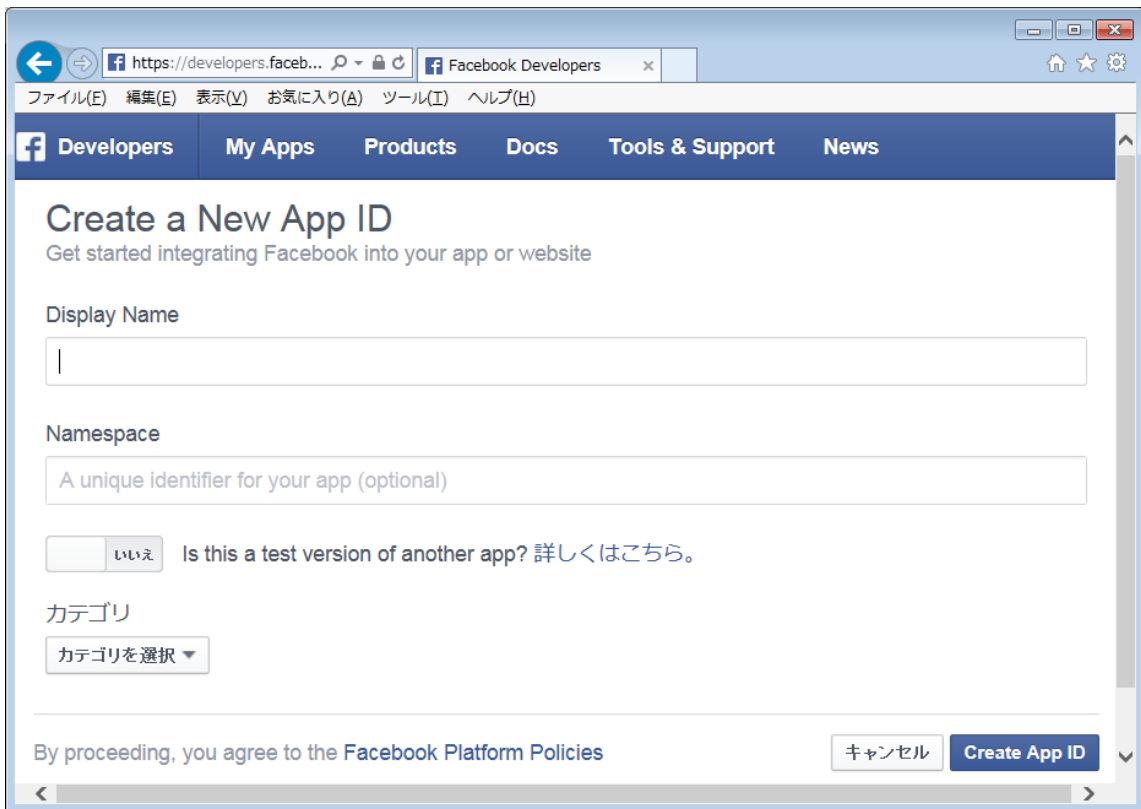 https://developers.faceb...
Facebook Developers
ファイル(F) 編集(E) 表示(V) お気に入り(A) ツール(T) ヘルプ(H)
Developers My Apps Products Docs Tools & Support News
Create a New App ID
Get started integrating Facebook into your app or website
Display Name
Namespace
A unique identifier for your app (optional)
いいえ Is this a test version of another app? 詳しくはこちら。
カテゴリ
カテゴリを選択
By proceeding, you agree to the Facebook Platform Policies キャンセル Create App ID